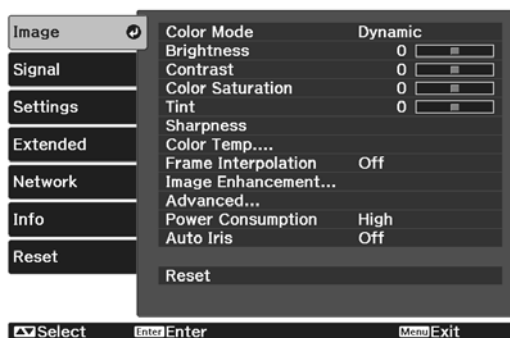 Image
Signal
Settings
Extended
Network
Info
Reset
Color Mode Dynamic
Brightness 0
Contrast 0
Color Saturation 0
Tint 0
Sharpness
Color Temp....
Frame Interpolation Off
Image Enhancement...
Advanced...
Power Consumption High
Auto Iris Off
Reset
Select Enter Enter Menu Exit